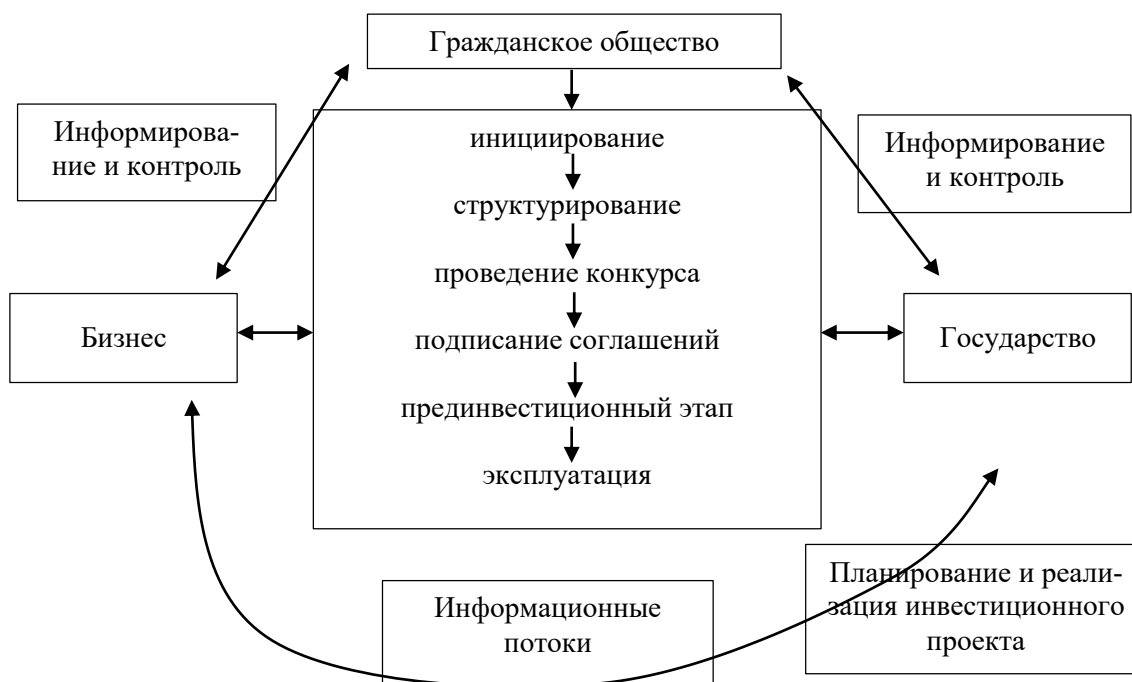 Гражданское общество
Информирова-
ние и контроль
инициирование
Информирование
и контроль
структурирование
проведение конкурса
Бизнес
подписание соглашений
Государство
прединвестиционный этап
эксплуатация
Информационные
потоки
Планирование и реали-
зация инвестиционного
проекта